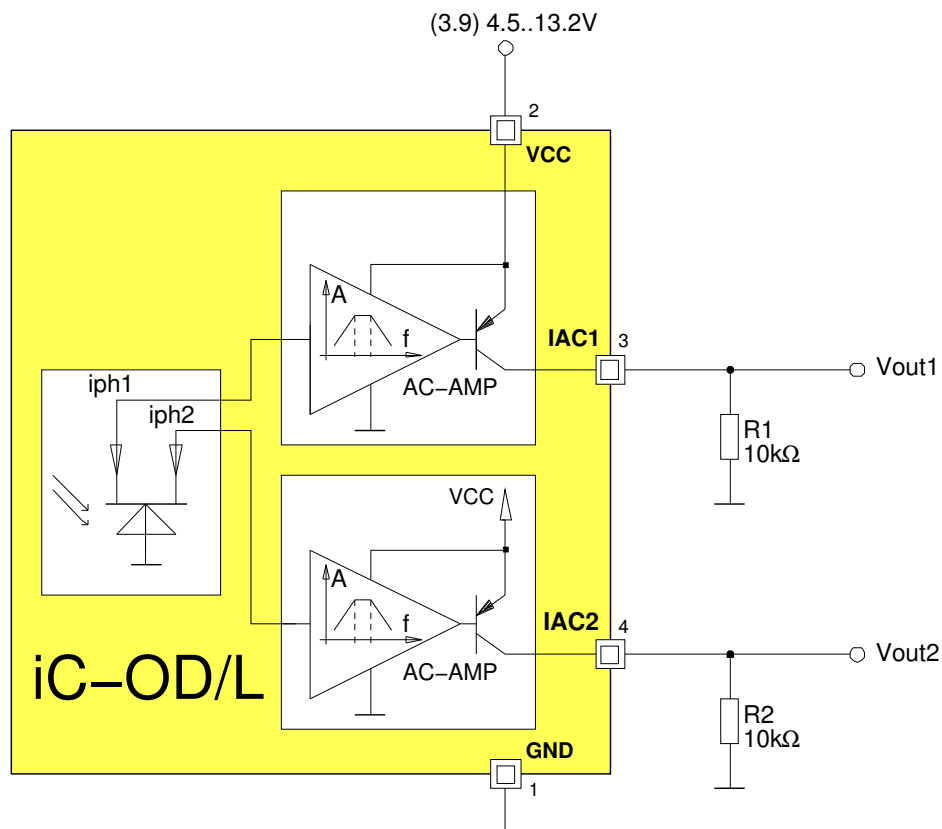 (3.9) 4.5..13.2V
2
VCC
A
f
AC−AMP
IAC1
3
Vout1
R1
10kΩ
iph1
iph2
VCC
A
f
AC−AMP
IAC2
4
Vout2
R2
10kΩ
iC−OD/L
GND
1